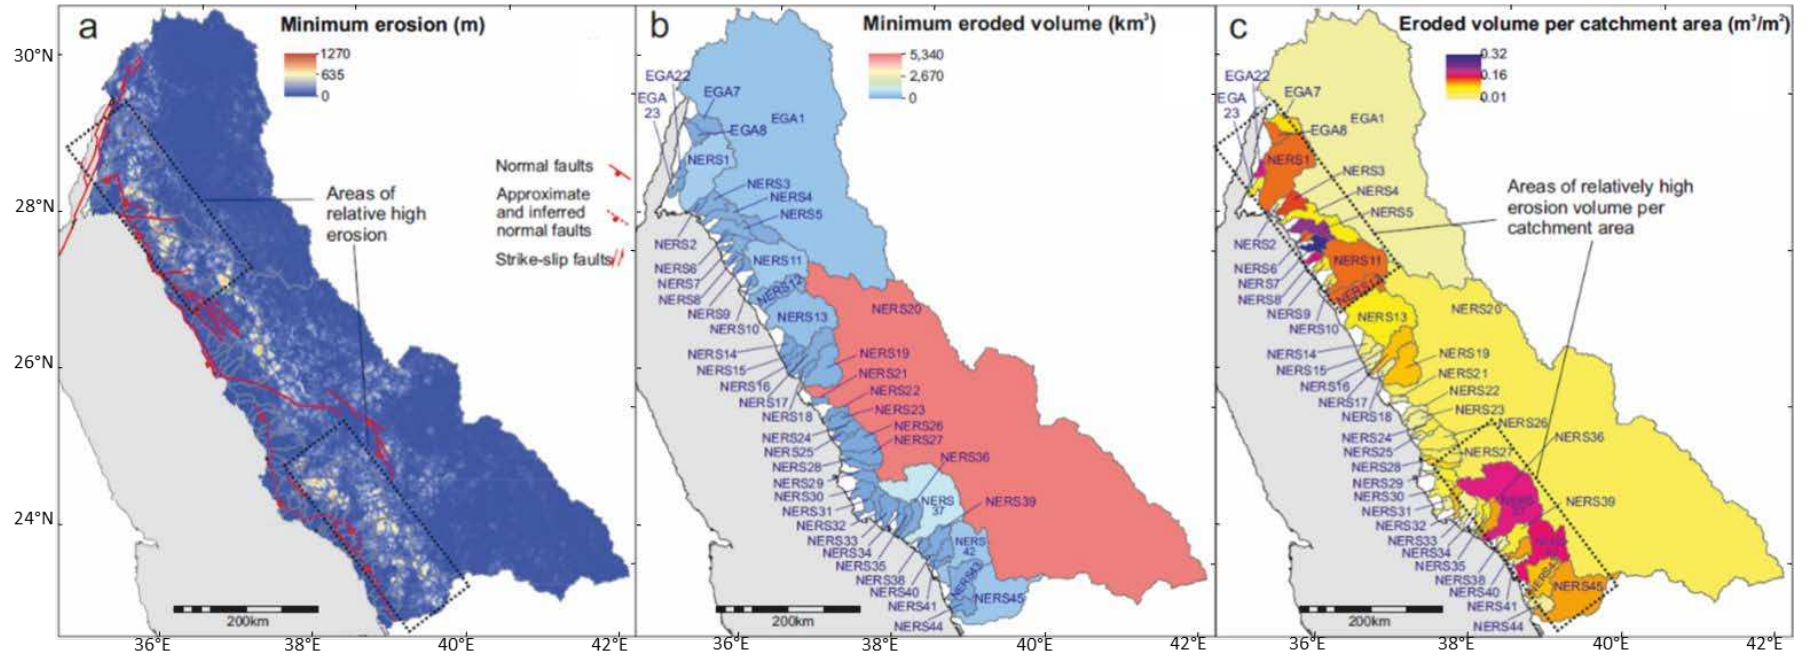 a
Minimum erosion (m)
1270
635
0
30°N
28°N
26°N
24°N
Areas of
relative high
erosion
Normal faults
Approximate
and inferred
normal faults
Strike-slip faults
200km
36°E
38°E
40°E
42°E
b
Minimum eroded volume (km³)
5,340
2,670
0
EGA22
EGA
23
EGA7
EGA1
EGA8
NERS1
NERS3
NERS4
NERS5
NERS2
NERS11
NERS6
NERS7
NERS12
NERS8
NERS9
NERS13
NERS20
NERS10
NERS14
NERS19
NERS15
NERS21
NERS16
NERS22
NERS17
NERS23
NERS18
NERS26
NERS24
NERS27
NERS25
NERS36
NERS28
NERS29
NERS30
NERS
37
NERS39
NERS31
NERS32
NERS33
NERS
42
NERS34
NERS35
NERS43
NERS38
NERS40
NERS45
NERS41
NERS44
200km
36°E
38°E
40°E
42°E
c
Eroded volume per catchment area (m³/m²)
0.32
0.16
0.01
EGA22
EGA
23
EGA7
EGA1
EGA8
NERS1
NERS3
NERS4
NERS5
Areas of relatively high
erosion volume per
catchment area
NERS2
NERS11
NERS6
NERS7
NERS8
NERS9
NERS13
NERS20
NERS10
NERS14
NERS19
NERS15
NERS21
NERS16
NERS22
NERS17
NERS23
NERS18
NERS26
NERS24
NERS36
NERS25
NERS27
NERS28
NERS29
NERS30
NERS39
NERS31
NERS32
NERS33
NERS34
NERS35
NERS38
NERS40
NERS45
NERS41
NERS44
200km
36°E
38°E
40°E
42°E